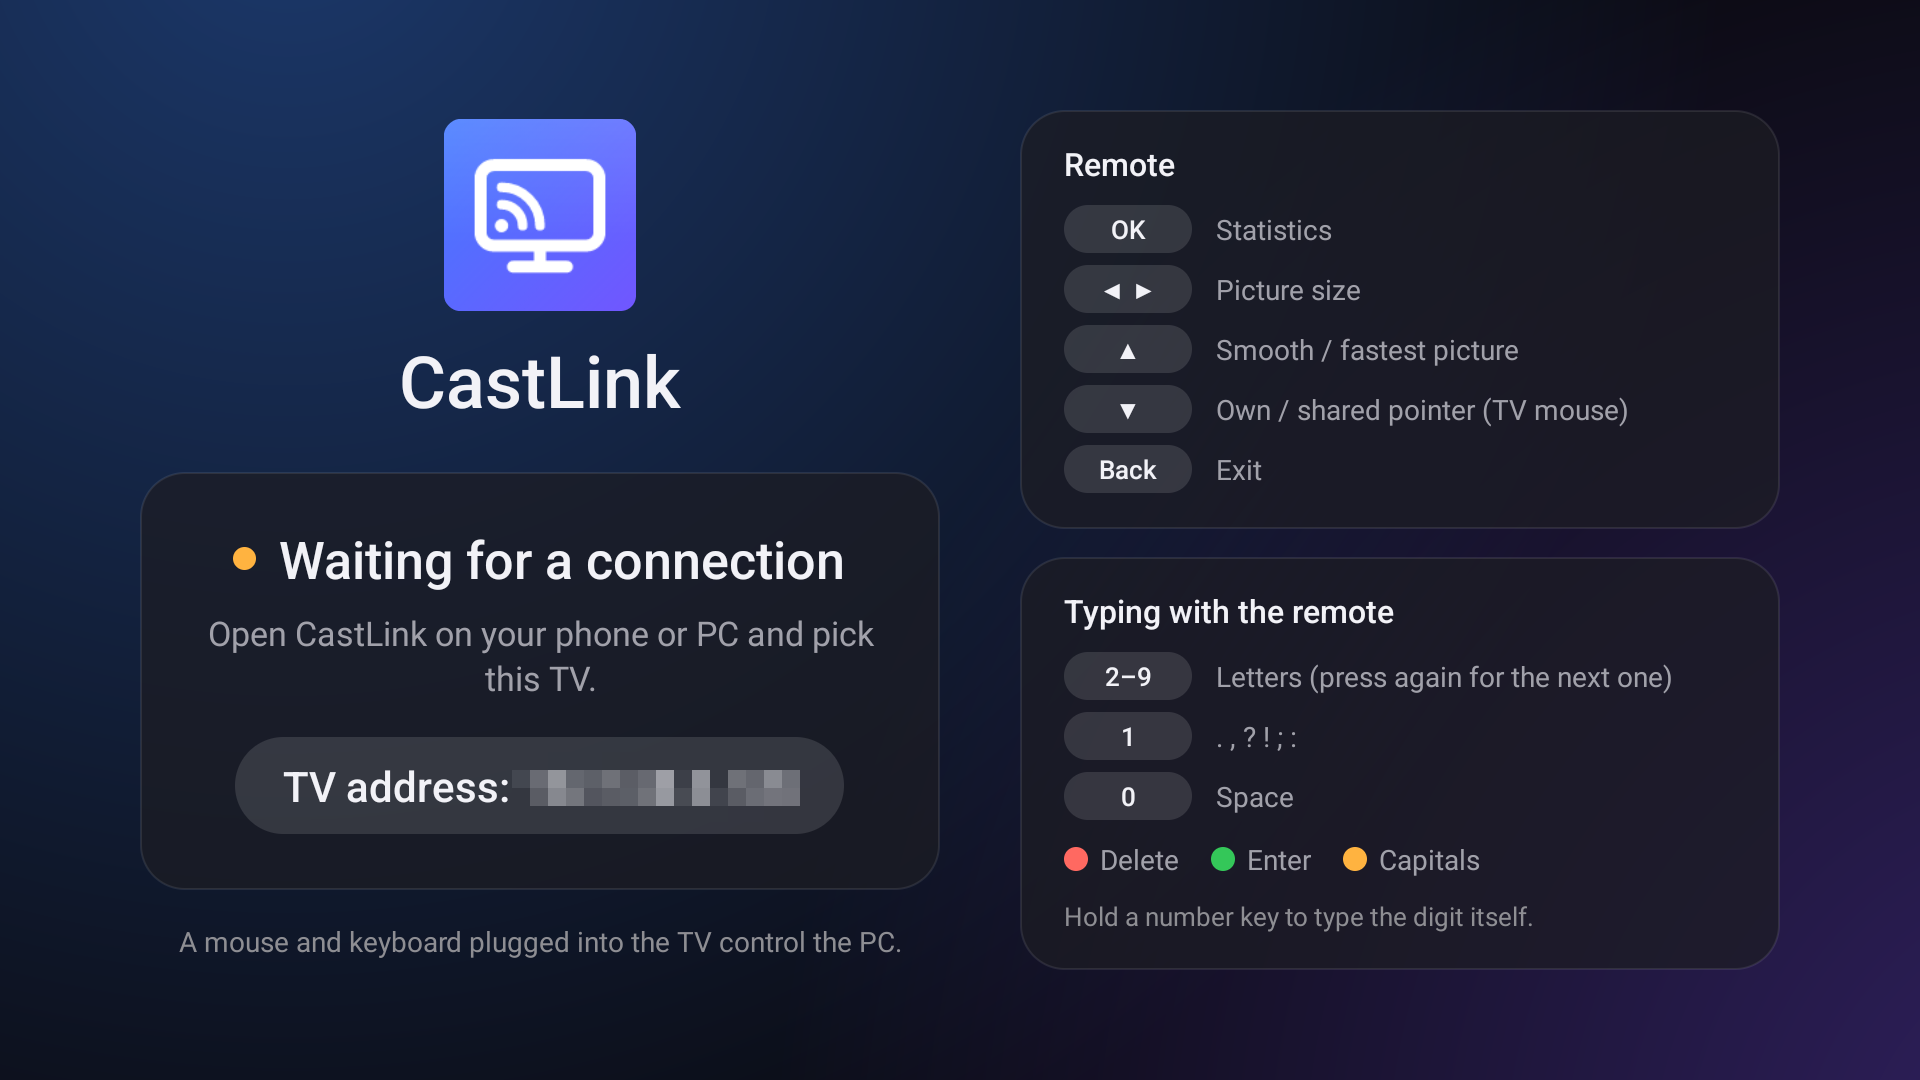 CastLink
Waiting for a connection
Open CastLink on your phone or PC and pick
this TV.
TV address:
A mouse and keyboard plugged into the TV control the PC.
Remote
OK Statistics
◀ ▶ Picture size
▲ Smooth / fastest picture
▼ Own / shared pointer (TV mouse)
Back Exit
Typing with the remote
2–9 Letters (press again for the next one)
1 . , ? ! ; :
0 Space
Delete Enter Capitals
Hold a number key to type the digit itself.